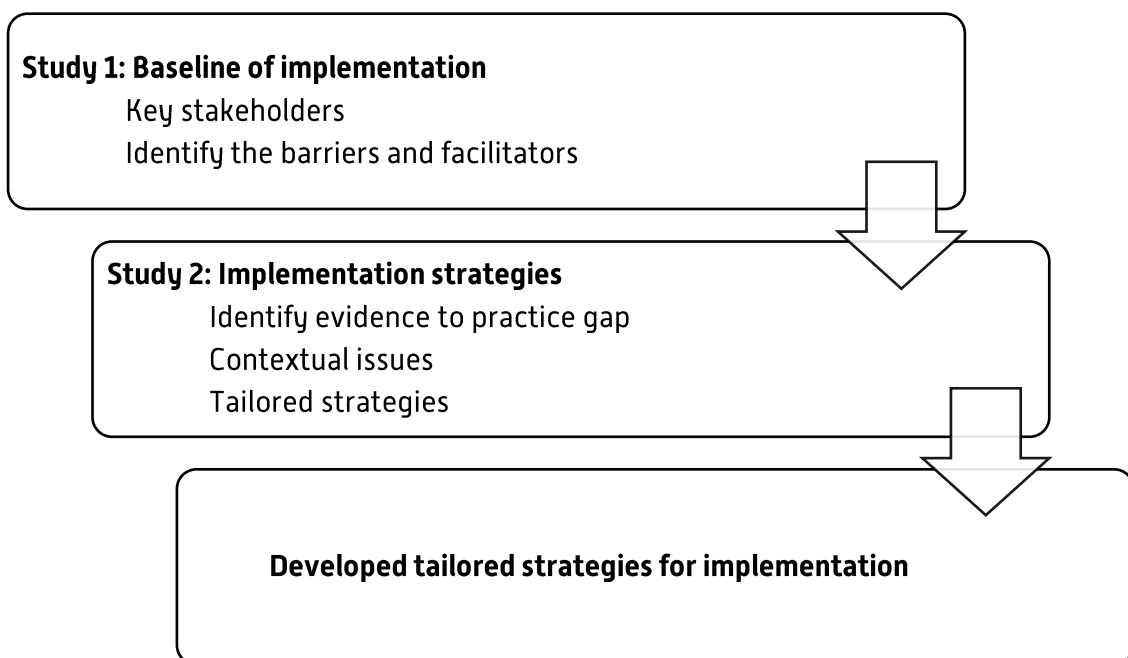 Study 1: Baseline of implementation
Key stakeholders
Identify the barriers and facilitators
Study 2: Implementation strategies
Identify evidence to practice gap
Contextual issues
Tailored strategies
Developed tailored strategies for implementation